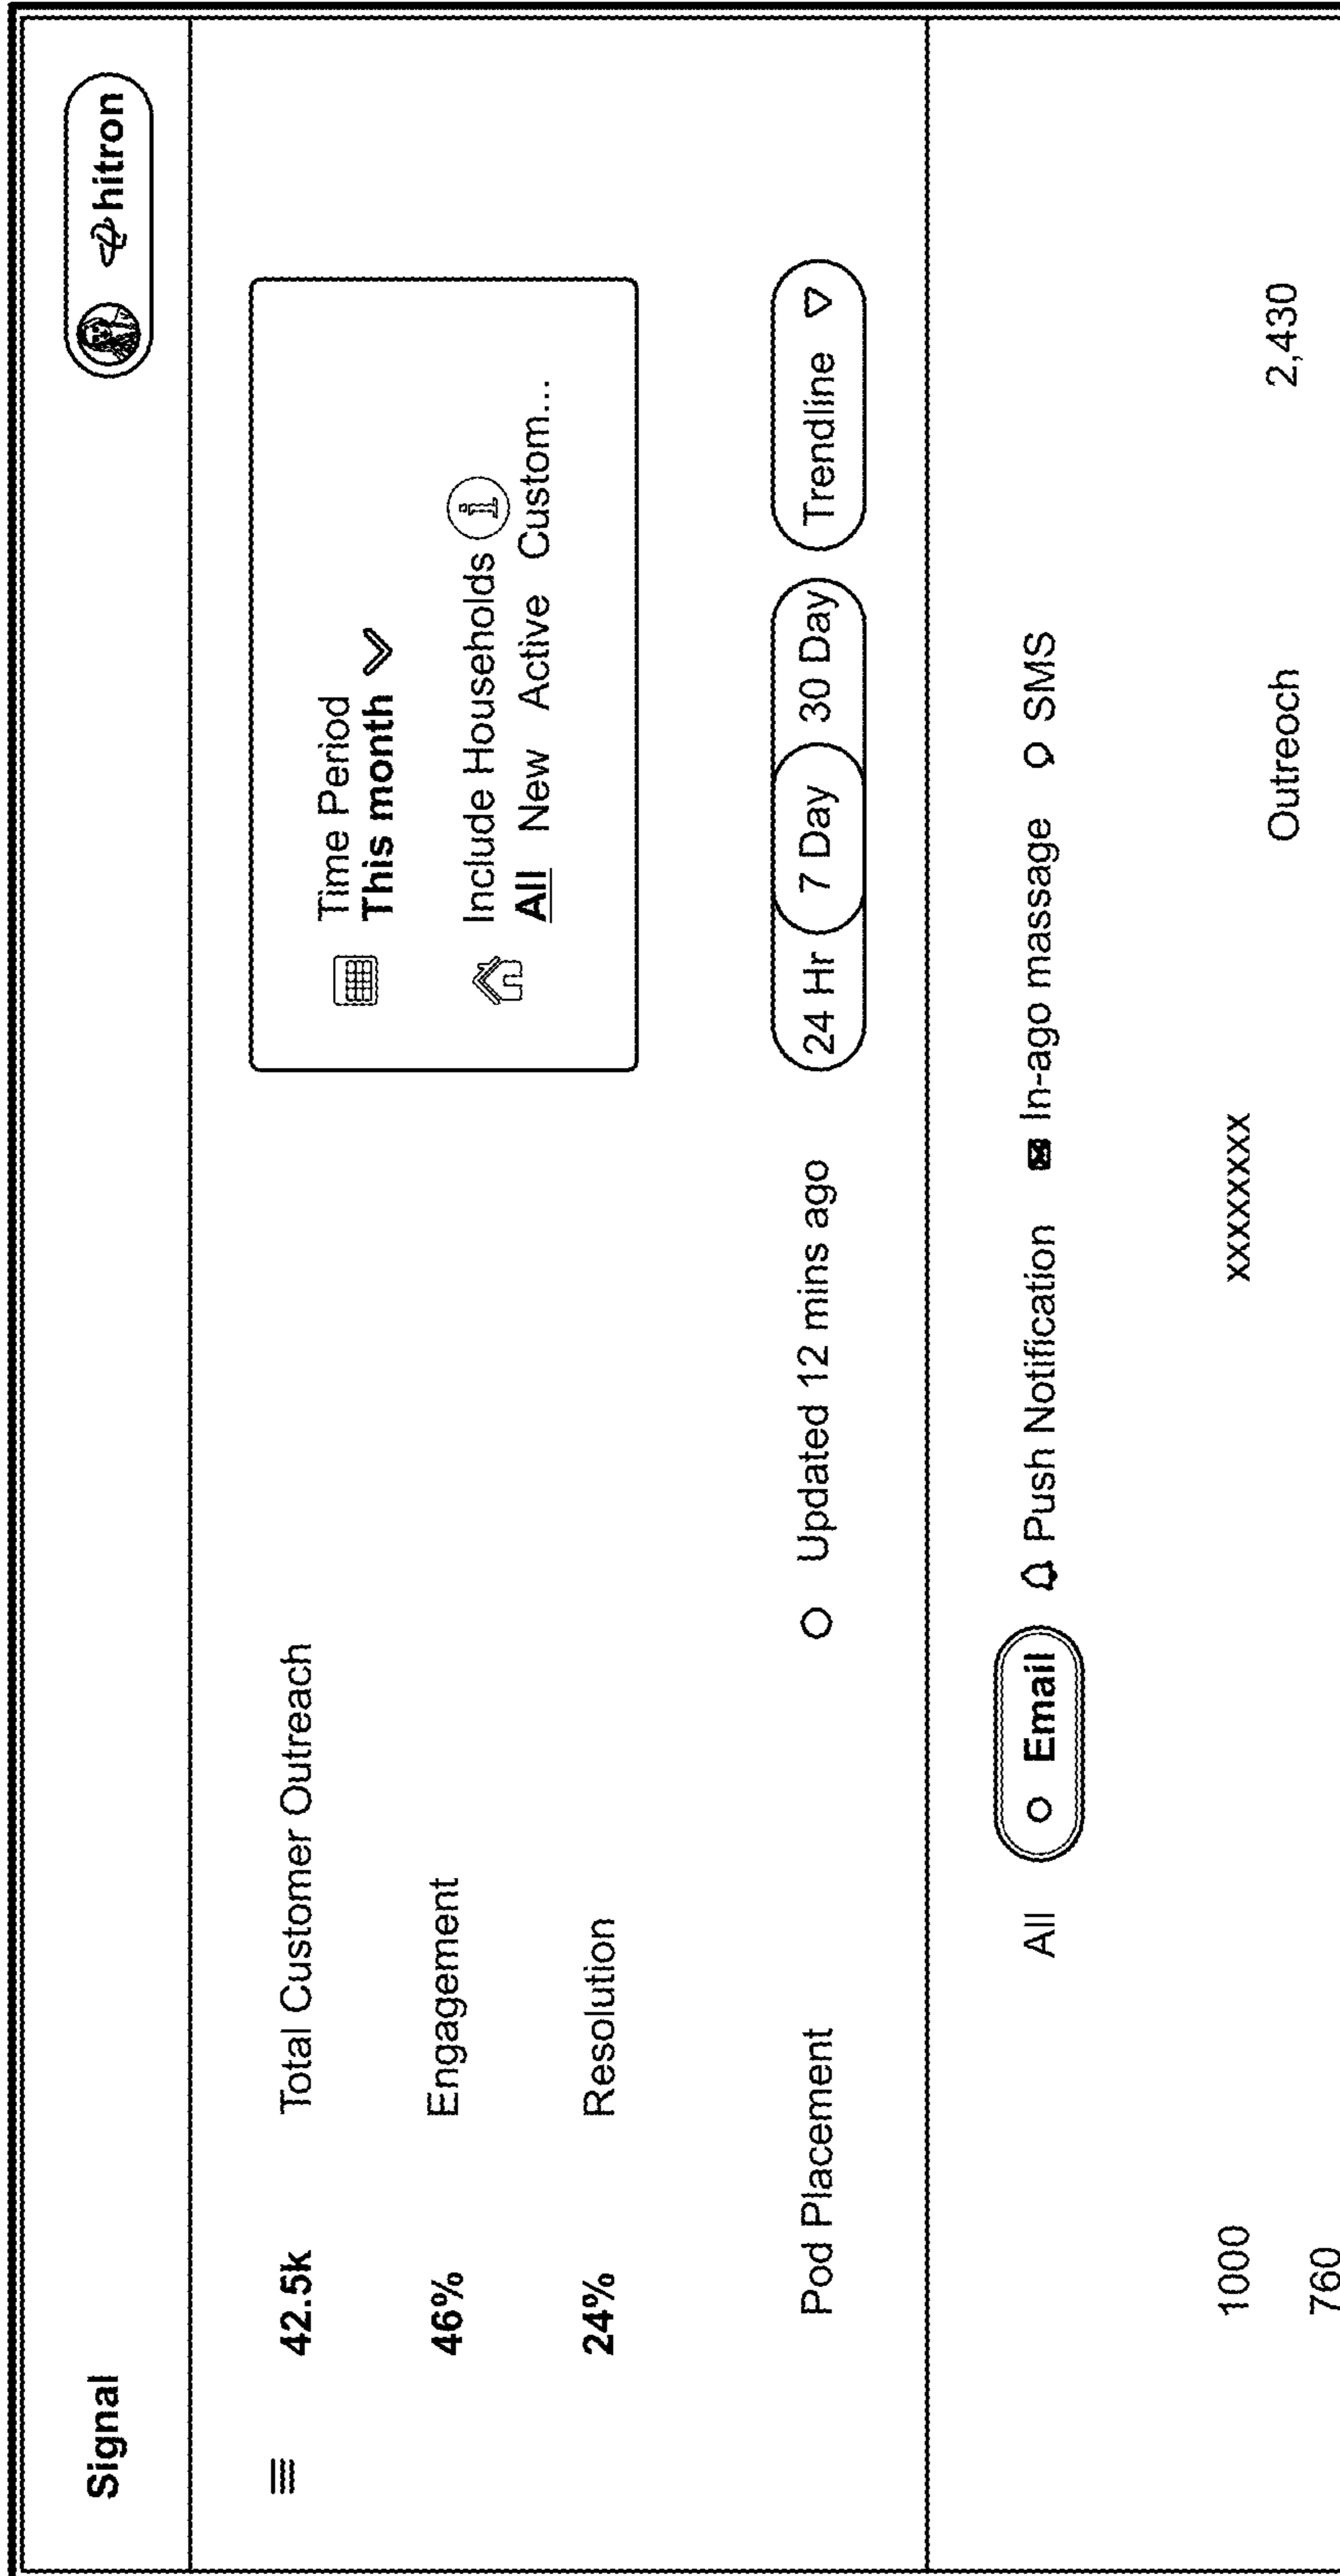 Signal
hitron
42.5k Total Customer Outreach
46% Engagement
24% Resolution
Time Period
This month
Include Households i
All New Active Custom...
Pod Placement Updated 12 mins ago 24 Hr 7 Day 30 Day Trendline
All Email Push Notification In-ago massage SMS
1000 xxxxxxxx
Outreoch 2,430
760